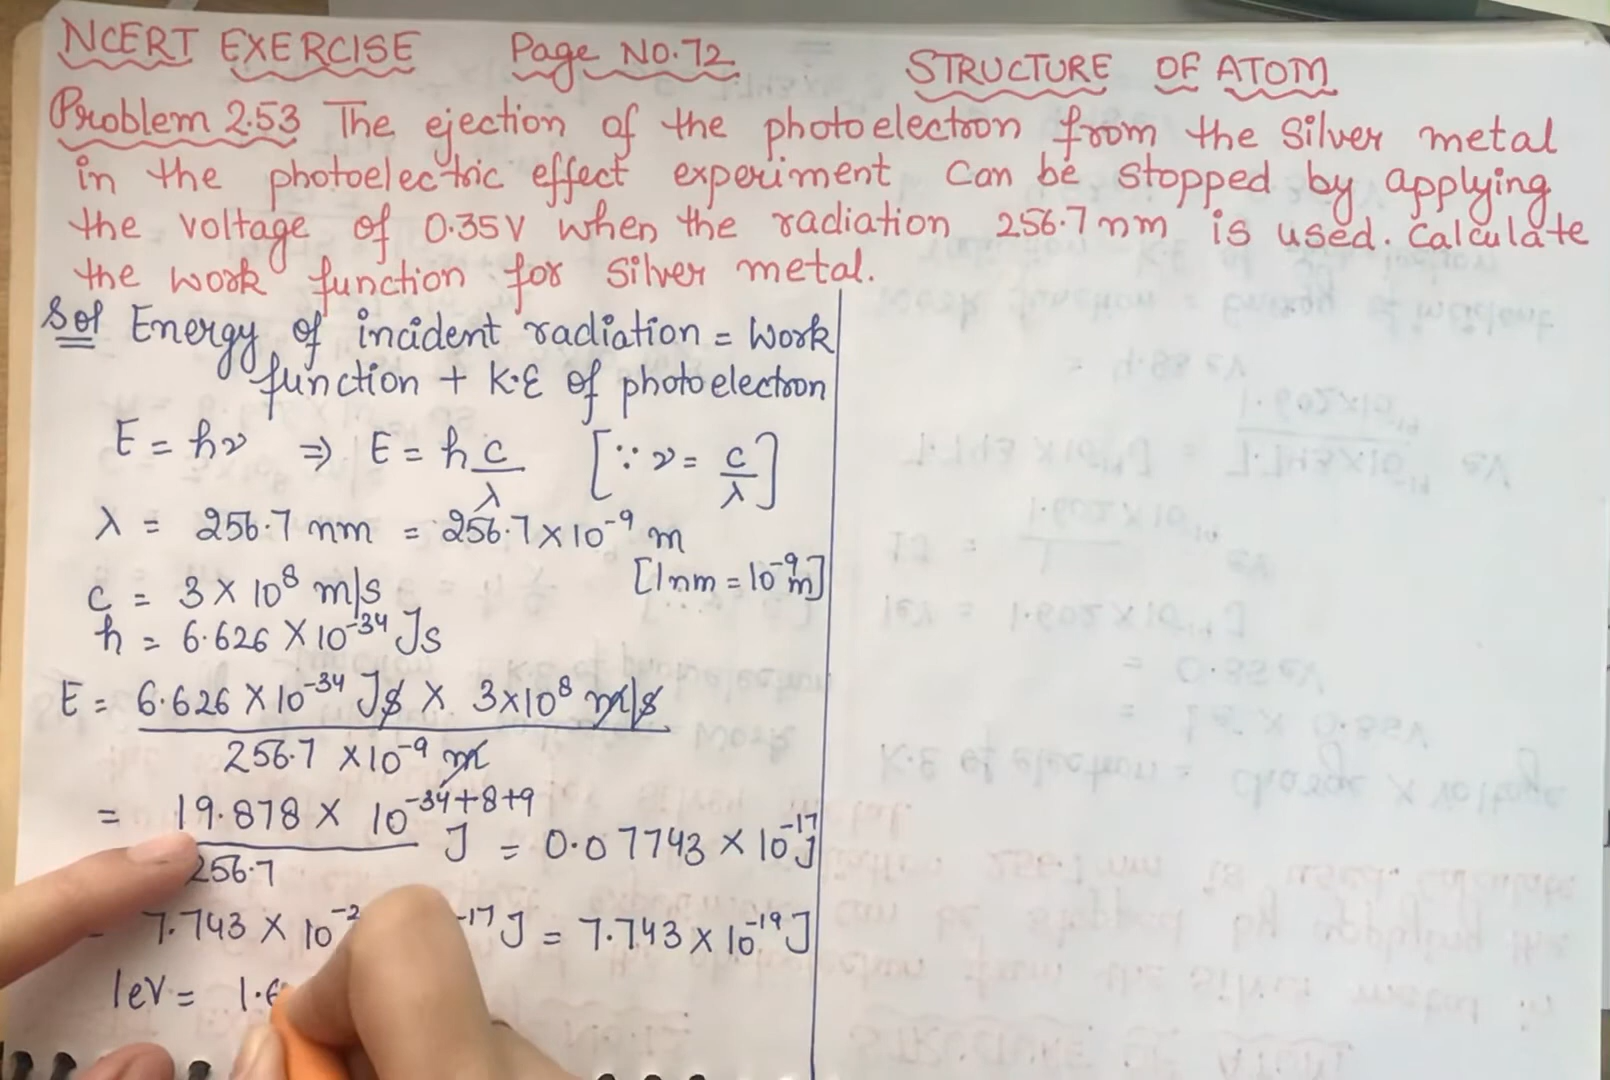 NCERT EXERCISE Page No.72 STRUCTURE OF ATOM
Problem 2.53 The ejection of the photoelectron from the Silver metal
in the photoelectric effect experiment can be stopped by applying
the voltage of 0.35V when the radiation 256.7 nm is used. Calculate
the work function for silver metal.
Sol Energy of incident radiation = Work
function + K.E of photoelectron
E = hν ⇒ E = h c/λ [∵ ν = c/λ]
λ = 256.7 nm = 256.7 × 10⁻⁹ m
[1nm = 10⁻⁹ m]
c = 3 × 10⁸ m/s
h = 6.626 × 10⁻³⁴ Js
E = 6.626 × 10⁻³⁴ Js × 3×10⁸ m/s
256.7 × 10⁻⁹ m
= 19.878 × 10⁻³⁴⁺⁸⁺⁹ J = 0.07743 × 10⁻¹⁷ J
256.7
7.743 × 10⁻² ⁻¹⁷ J = 7.743 × 10⁻¹⁹ J
1eV = 1.6